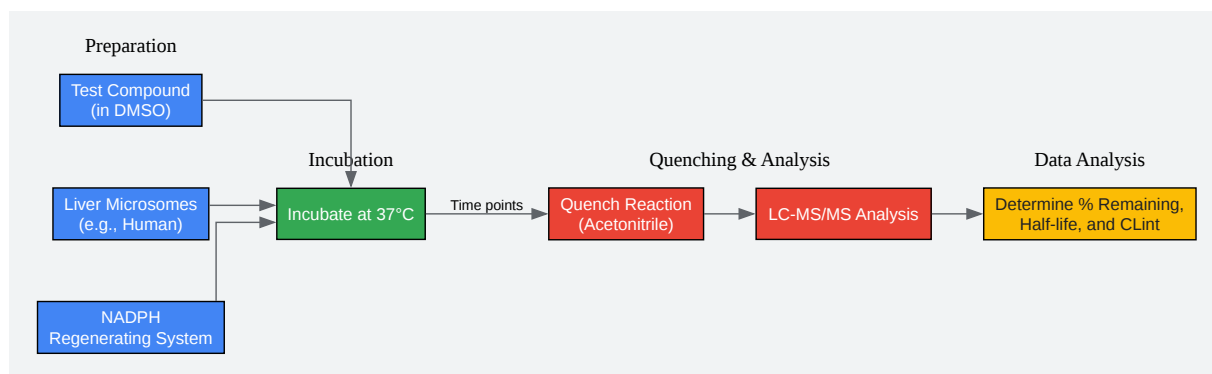 Preparation
Test Compound
(in DMSO)
Liver Microsomes
(e.g., Human)
NADPH
Regenerating System
Incubation
Incubate at 37°C
Time points
Quenching & Analysis
Quench Reaction
(Acetonitrile)
LC-MS/MS Analysis
Data Analysis
Determine % Remaining,
Half-life, and CLint